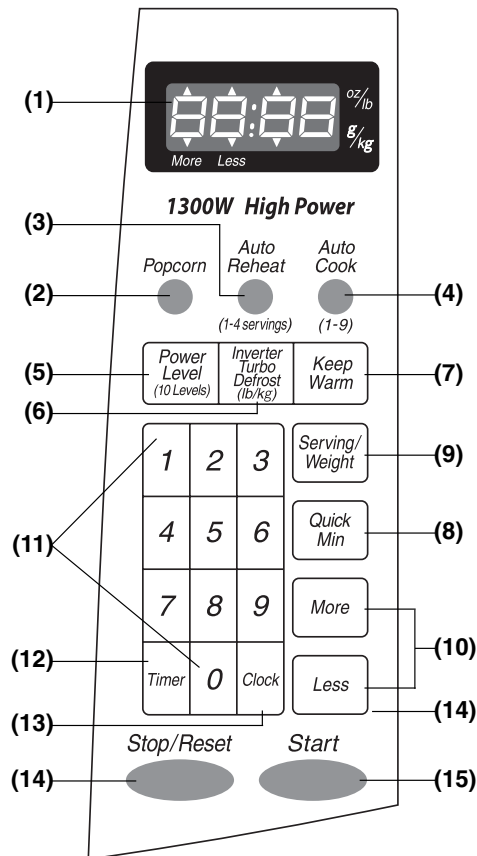 (1)
88:88
oz/lb
g/kg
More Less
1300W High Power
(3)
(2)
Popcorn
Auto
Reheat
(1-4 servings)
Auto
Cook
(1-9)
(4)
(5)
Power
Level
(10 Levels)
Inverter
Turbo
Defrost
(lb/kg)
Keep
Warm
(7)
(6)
1 2 3
Serving/
Weight
(9)
4 5 6
Quick
Min
(8)
(11)
7 8 9
More
(10)
(12)
Timer 0 Clock
Less
(13)
(14)
Stop/Reset Start
(14)
(15)